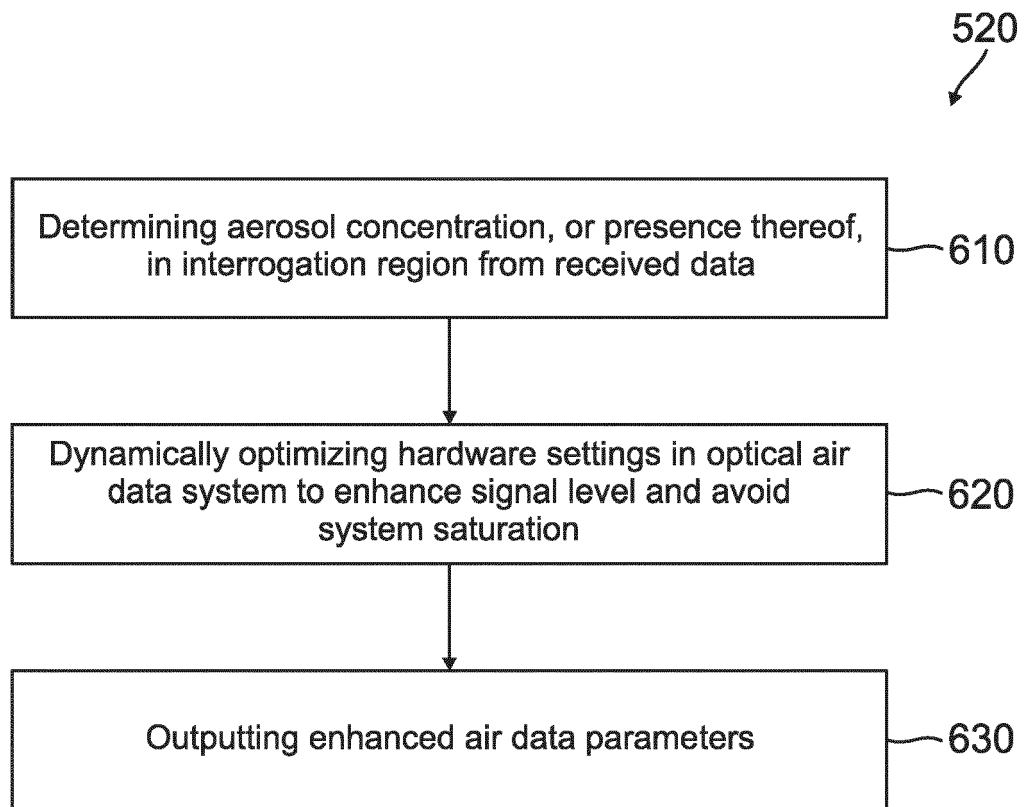 520
Determining aerosol concentration, or presence thereof,
in interrogation region from received data
610
Dynamically optimizing hardware settings in optical air
data system to enhance signal level and avoid
system saturation
620
Outputting enhanced air data parameters
630